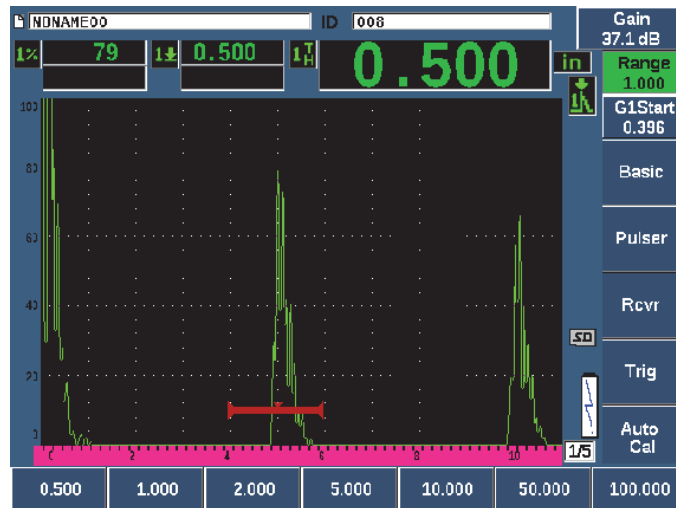 NONAME00 ID 008 Gain
37.1 dB
1% 79 1 0.500 1 T H 0.500 in
Range
1.000
G1Start
0.396
Basic
Pulser
Rcvr
Trig
Auto
Cal
100
80
60
40
20
0
0 2 4 6 8 10
SD
1/5
0.500 1.000 2.000 5.000 10.000 50.000 100.000